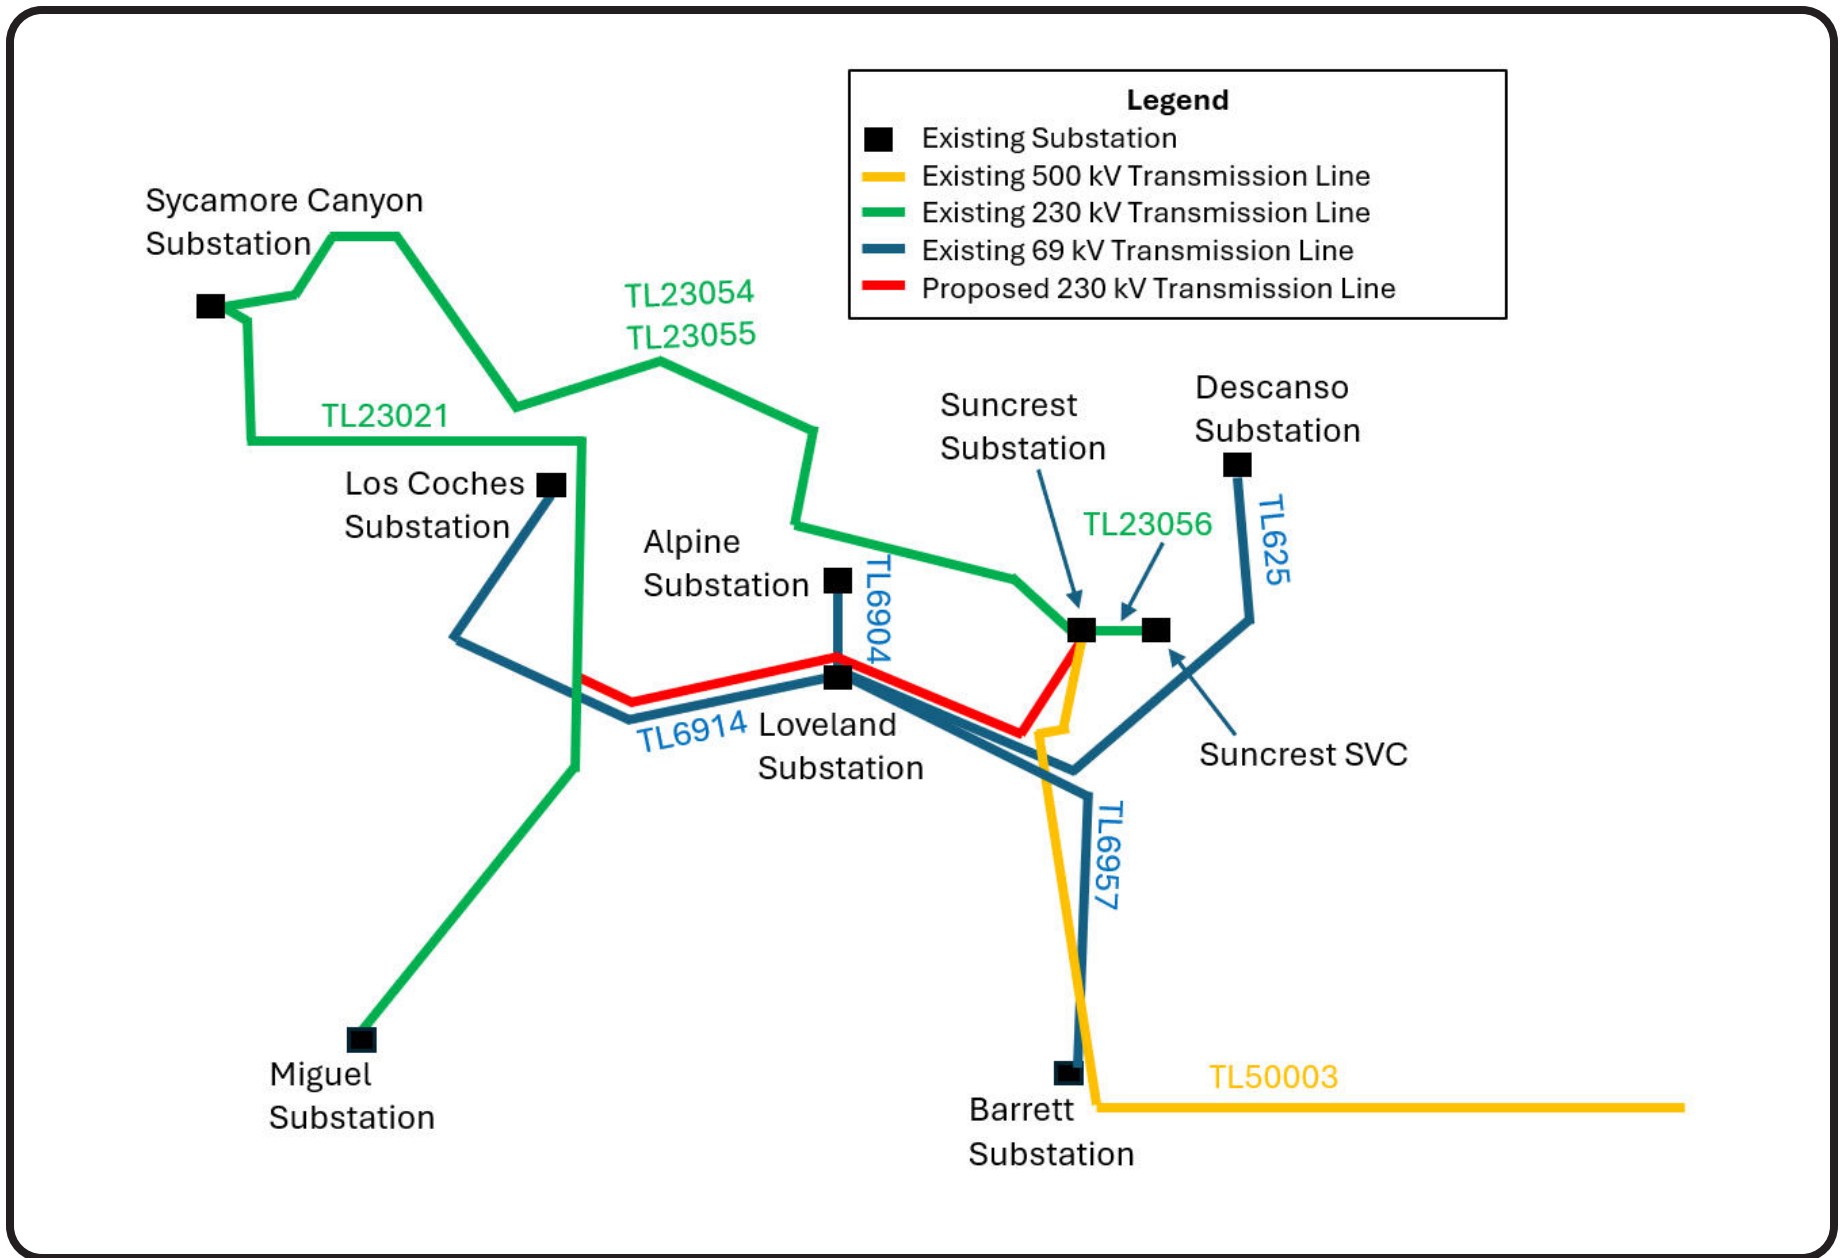 Legend
Existing Substation
Existing 500 kV Transmission Line
Existing 230 kV Transmission Line
Existing 69 kV Transmission Line
Proposed 230 kV Transmission Line
Sycamore Canyon
Substation
TL23054
TL23055
TL23021
Los Coches
Substation
Alpine
Substation
TL6904
Suncrest
Substation
Descanso
Substation
TL23056
TL625
TL6914
Loveland
Substation
Suncrest SVC
TL6957
Miguel
Substation
Barrett
Substation
TL50003